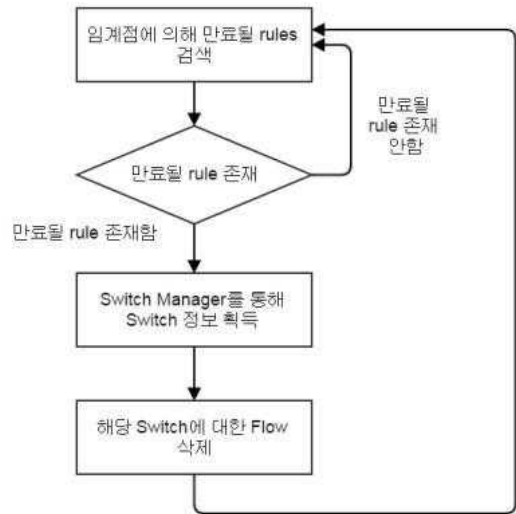 임계점에 의해 만료될 rules
검색
만료될
rule 존재
안함
만료될 rule 존재
만료될 rule 존재함
Switch Manager를 통해
Switch 정보 획득
해당 Switch에 대한 Flow
삭제